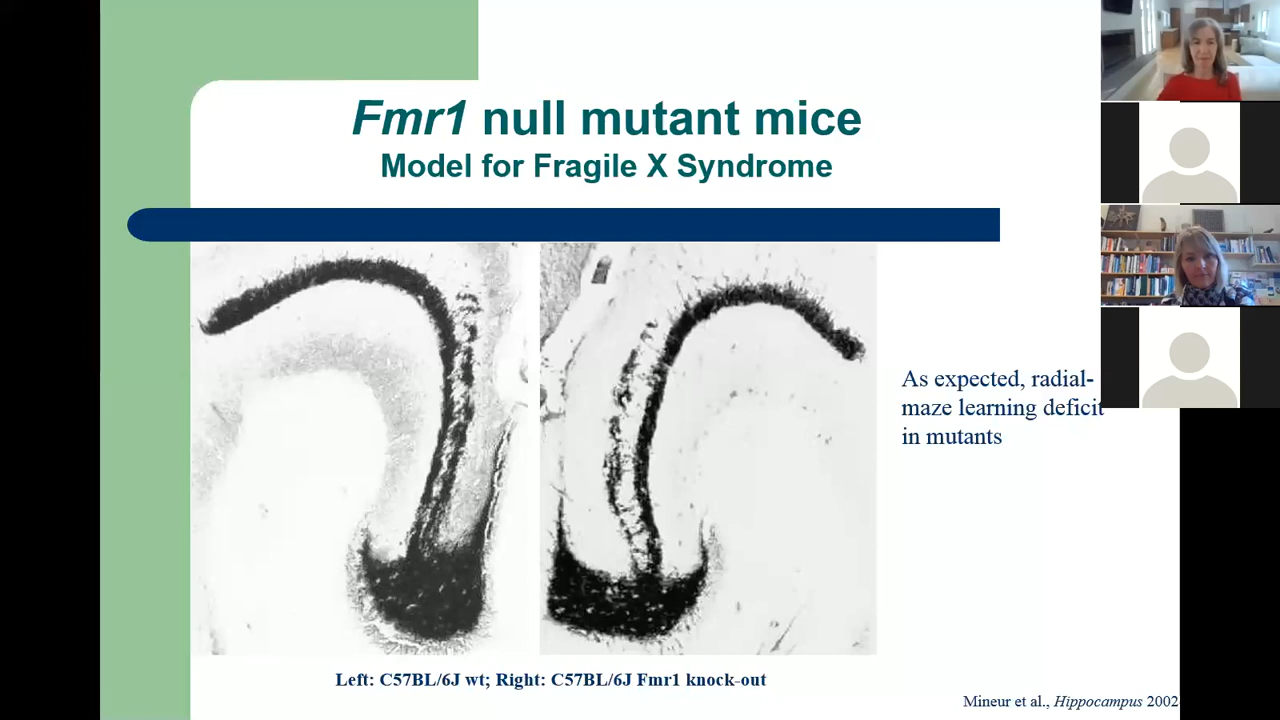 Fmr1 null mutant mice
Model for Fragile X Syndrome
As expected, radial-
maze learning deficit
in mutants
Left: C57BL/6J wt; Right: C57BL/6J Fmr1 knock-out
Mineur et al., Hippocampus 2002